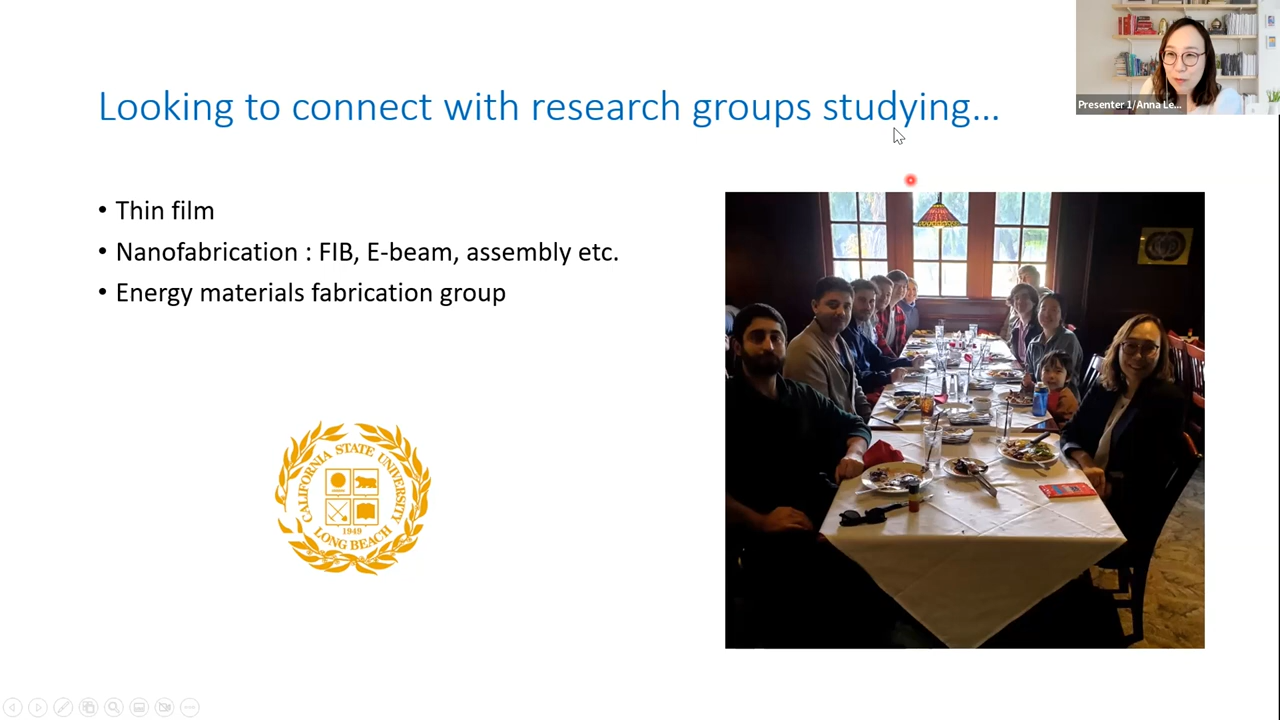 Presenter 1/Anna Le...
Looking to connect with research groups studying...
• Thin film
• Nanofabrication : FIB, E-beam, assembly etc.
• Energy materials fabrication group
CALIFORNIA STATE UNIVERSITY
1949
LONG BEACH